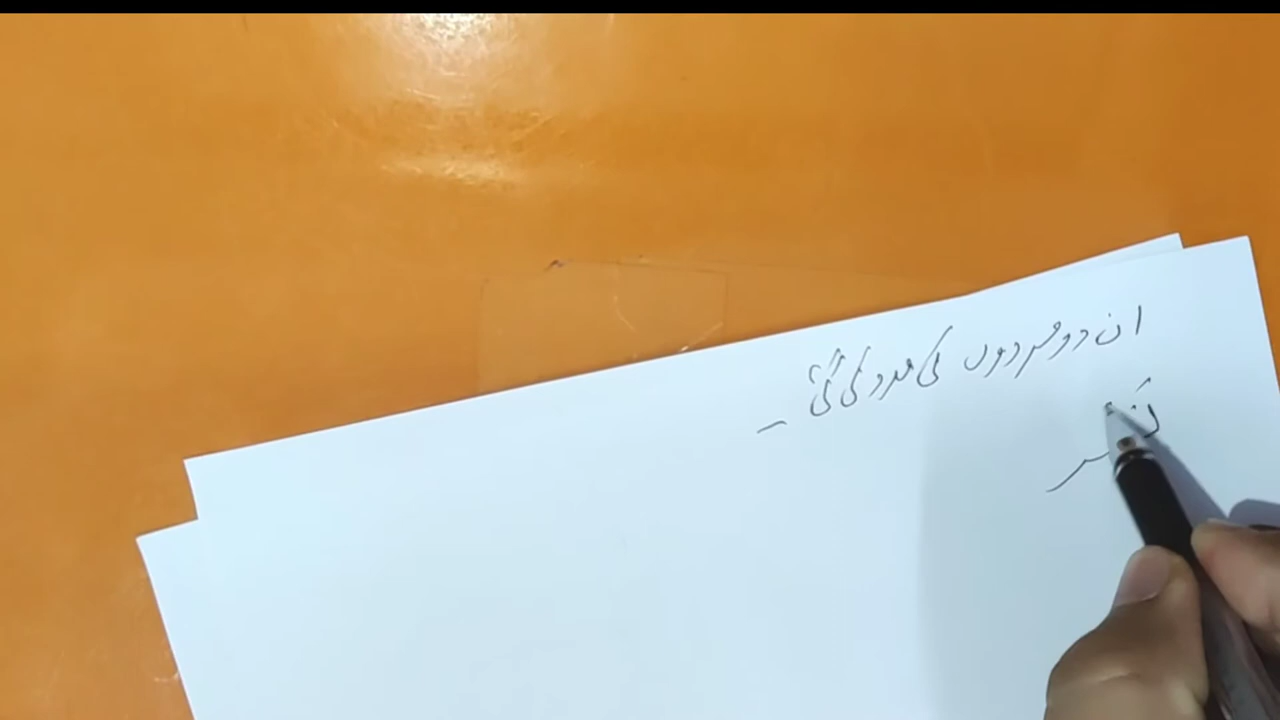 ان دو مردوں کی مدد کی گئی ۔